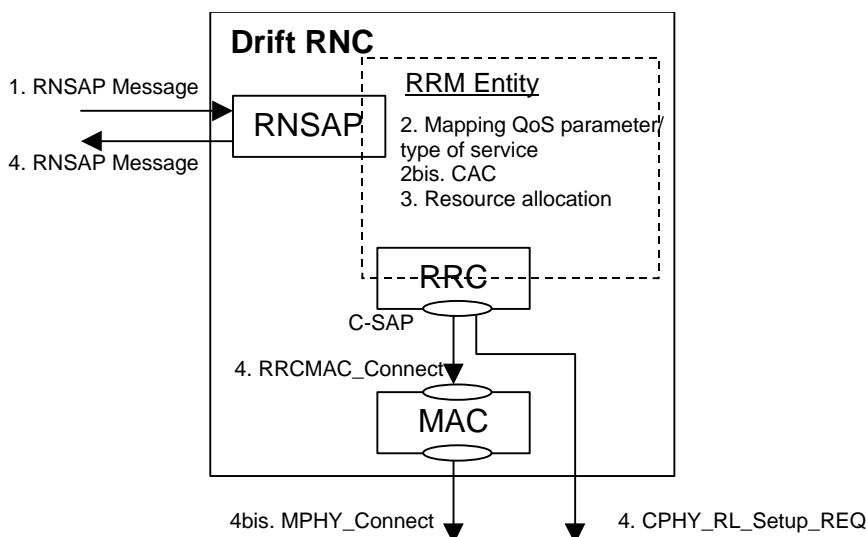 Drift RNC
1. RNSAP Message
4. RNSAP Message
RNSAP
RRM Entity
2. Mapping QoS parameter/
type of service
2bis. CAC
3. Resource allocation
RRC
C-SAP
4. RRCMAC_Connect
MAC
4bis. MPHY_Connect
4. CPHY_RL_Setup_REQ